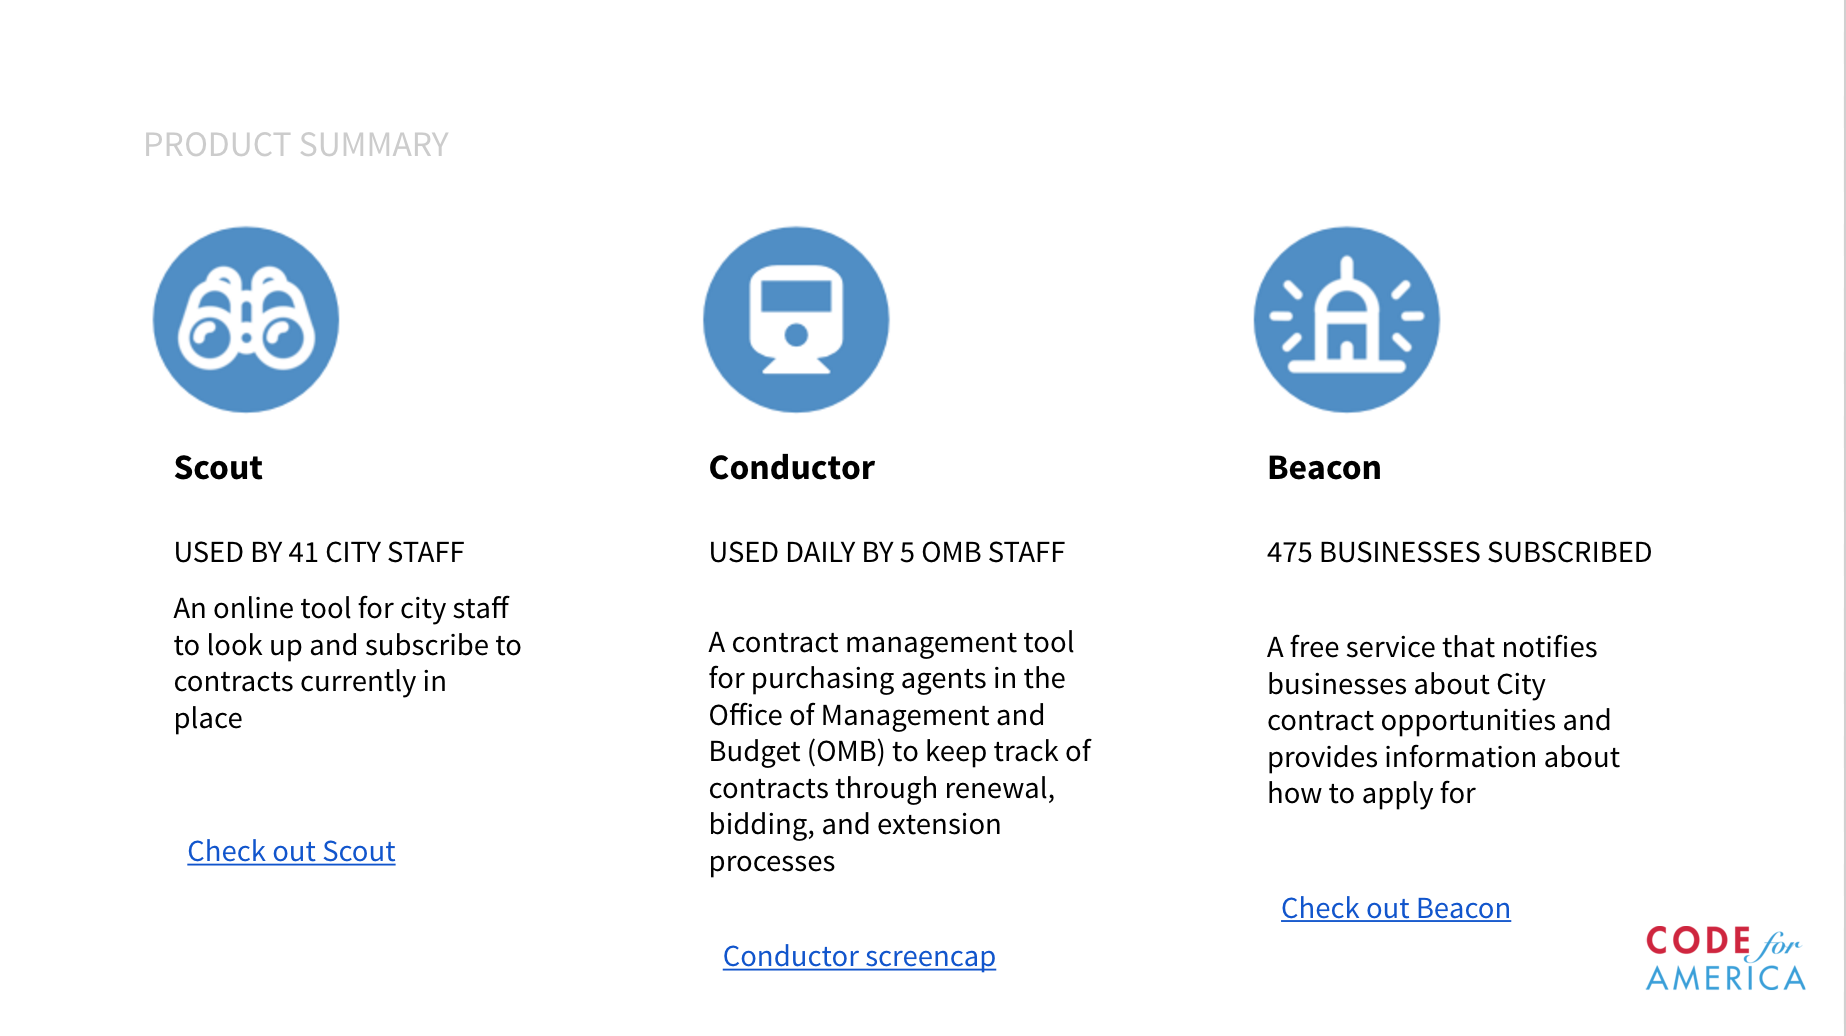 PRODUCT SUMMARY
Scout
USED BY 41 CITY STAFF
An online tool for city staff
to look up and subscribe to
contracts currently in
place
Check out Scout
Conductor
USED DAILY BY 5 OMB STAFF
A contract management tool
for purchasing agents in the
Office of Management and
Budget (OMB) to keep track of
contracts through renewal,
bidding, and extension
processes
Conductor screencap
Beacon
475 BUSINESSES SUBSCRIBED
A free service that notifies
businesses about City
contract opportunities and
provides information about
how to apply for
Check out Beacon
CODE for
AMERICA